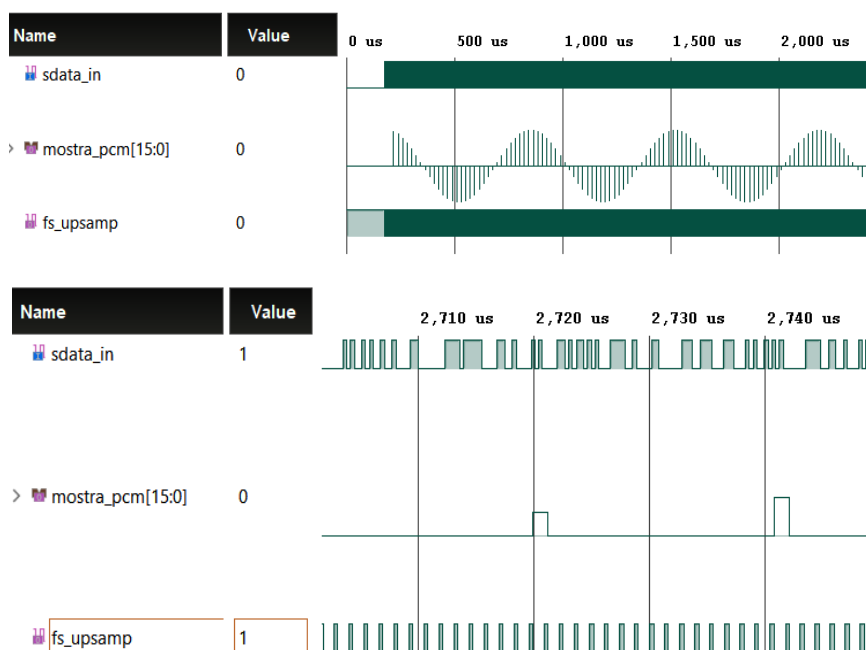 Name Value 0 us 500 us 1,000 us 1,500 us 2,000 us
sdata_in 0
mostra_pcm[15:0] 0
fs_upsamp 0
Name Value 2,710 us 2,720 us 2,730 us 2,740 us
sdata_in 1
mostra_pcm[15:0] 0
fs_upsamp 1